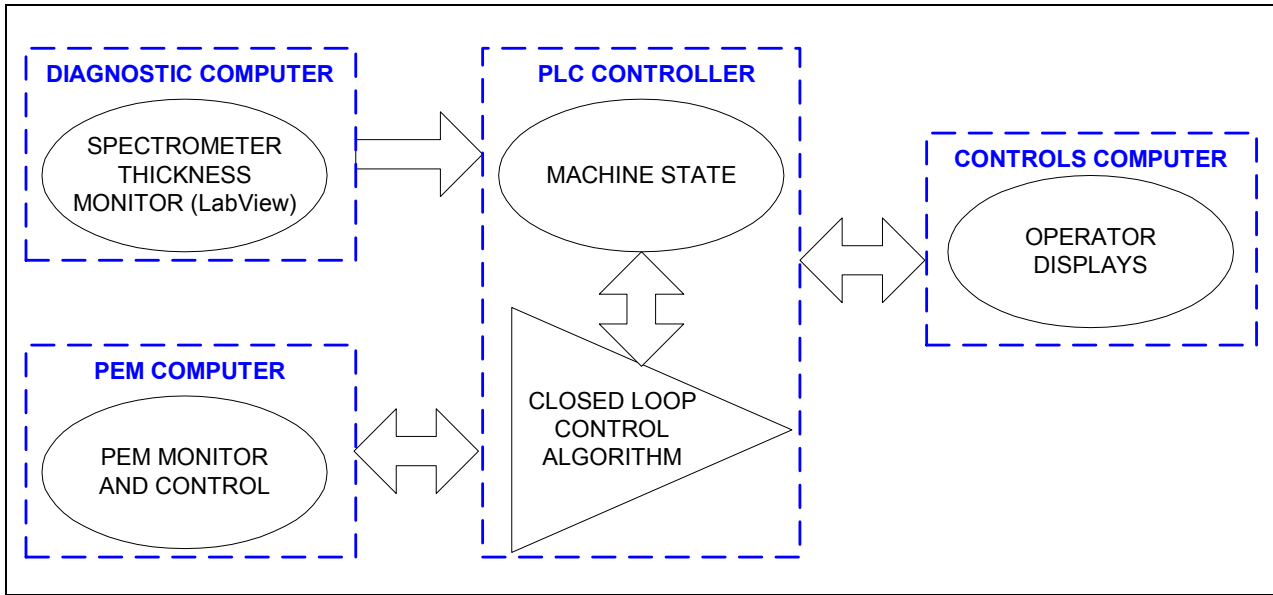 DIAGNOSTIC COMPUTER
SPECTROMETER
THICKNESS
MONITOR (LabView)
PEM COMPUTER
PEM MONITOR
AND CONTROL
PLC CONTROLLER
MACHINE STATE
CLOSED LOOP
CONTROL
ALGORITHM
CONTROLS COMPUTER
OPERATOR
DISPLAYS